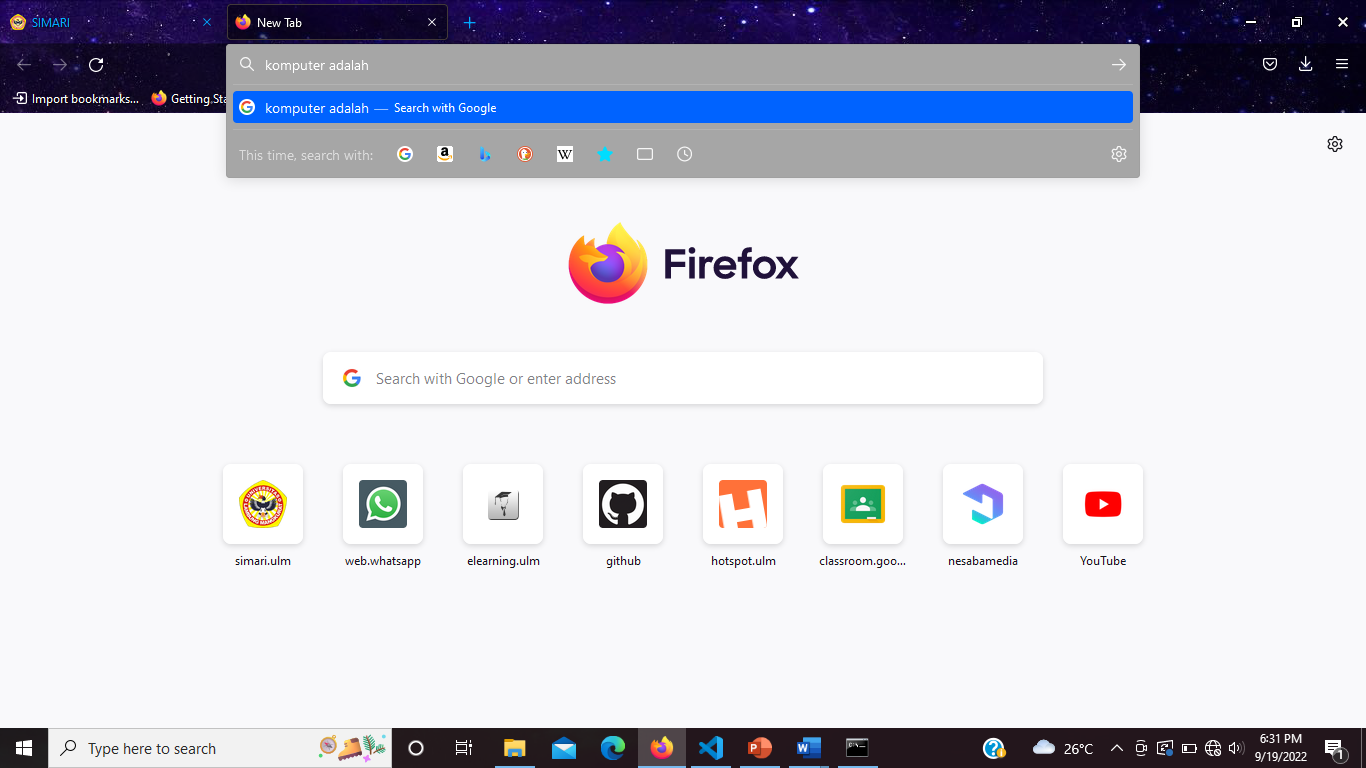 SIMARI
New Tab
komputer adalah
Import bookmarks...
Getting Sta
komputer adalah — Search with Google
This time, search with:
Firefox
Search with Google or enter address
simari.ulm
web.whatsapp
elearning.ulm
github
hotspot.ulm
classroom.goo...
nesabamedia
YouTube
Type here to search
26°C
6:31 PM
9/19/2022
1